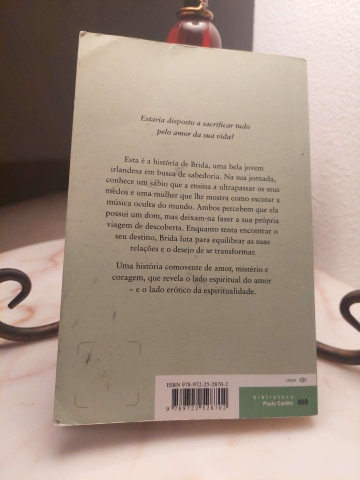 Estaria disposto a sacrificar tudo
pelo amor da sua vida?
Esta é a história de Brida, uma bela jovem
irlandesa em busca de sabedoria. Na sua jornada,
conhece um sábio que a ensina a ultrapassar os seus
medos e uma mulher que lhe mostra como escutar a
música oculta do mundo. Ambos percebem que ela
possui um dom, mas deixam-na fazer a sua própria
viagem de descoberta. Enquanto tenta encontrar o
seu destino, Brida luta para equilibrar as suas
relações e o desejo de se transformar.
Uma história comovente de amor, mistério e
coragem, que revela o lado espiritual do amor
– e o lado erótico da espiritualidade.
ISBN 978-972-25-2870-2
9 789722 528702
biblioteca
Paulo Coelho